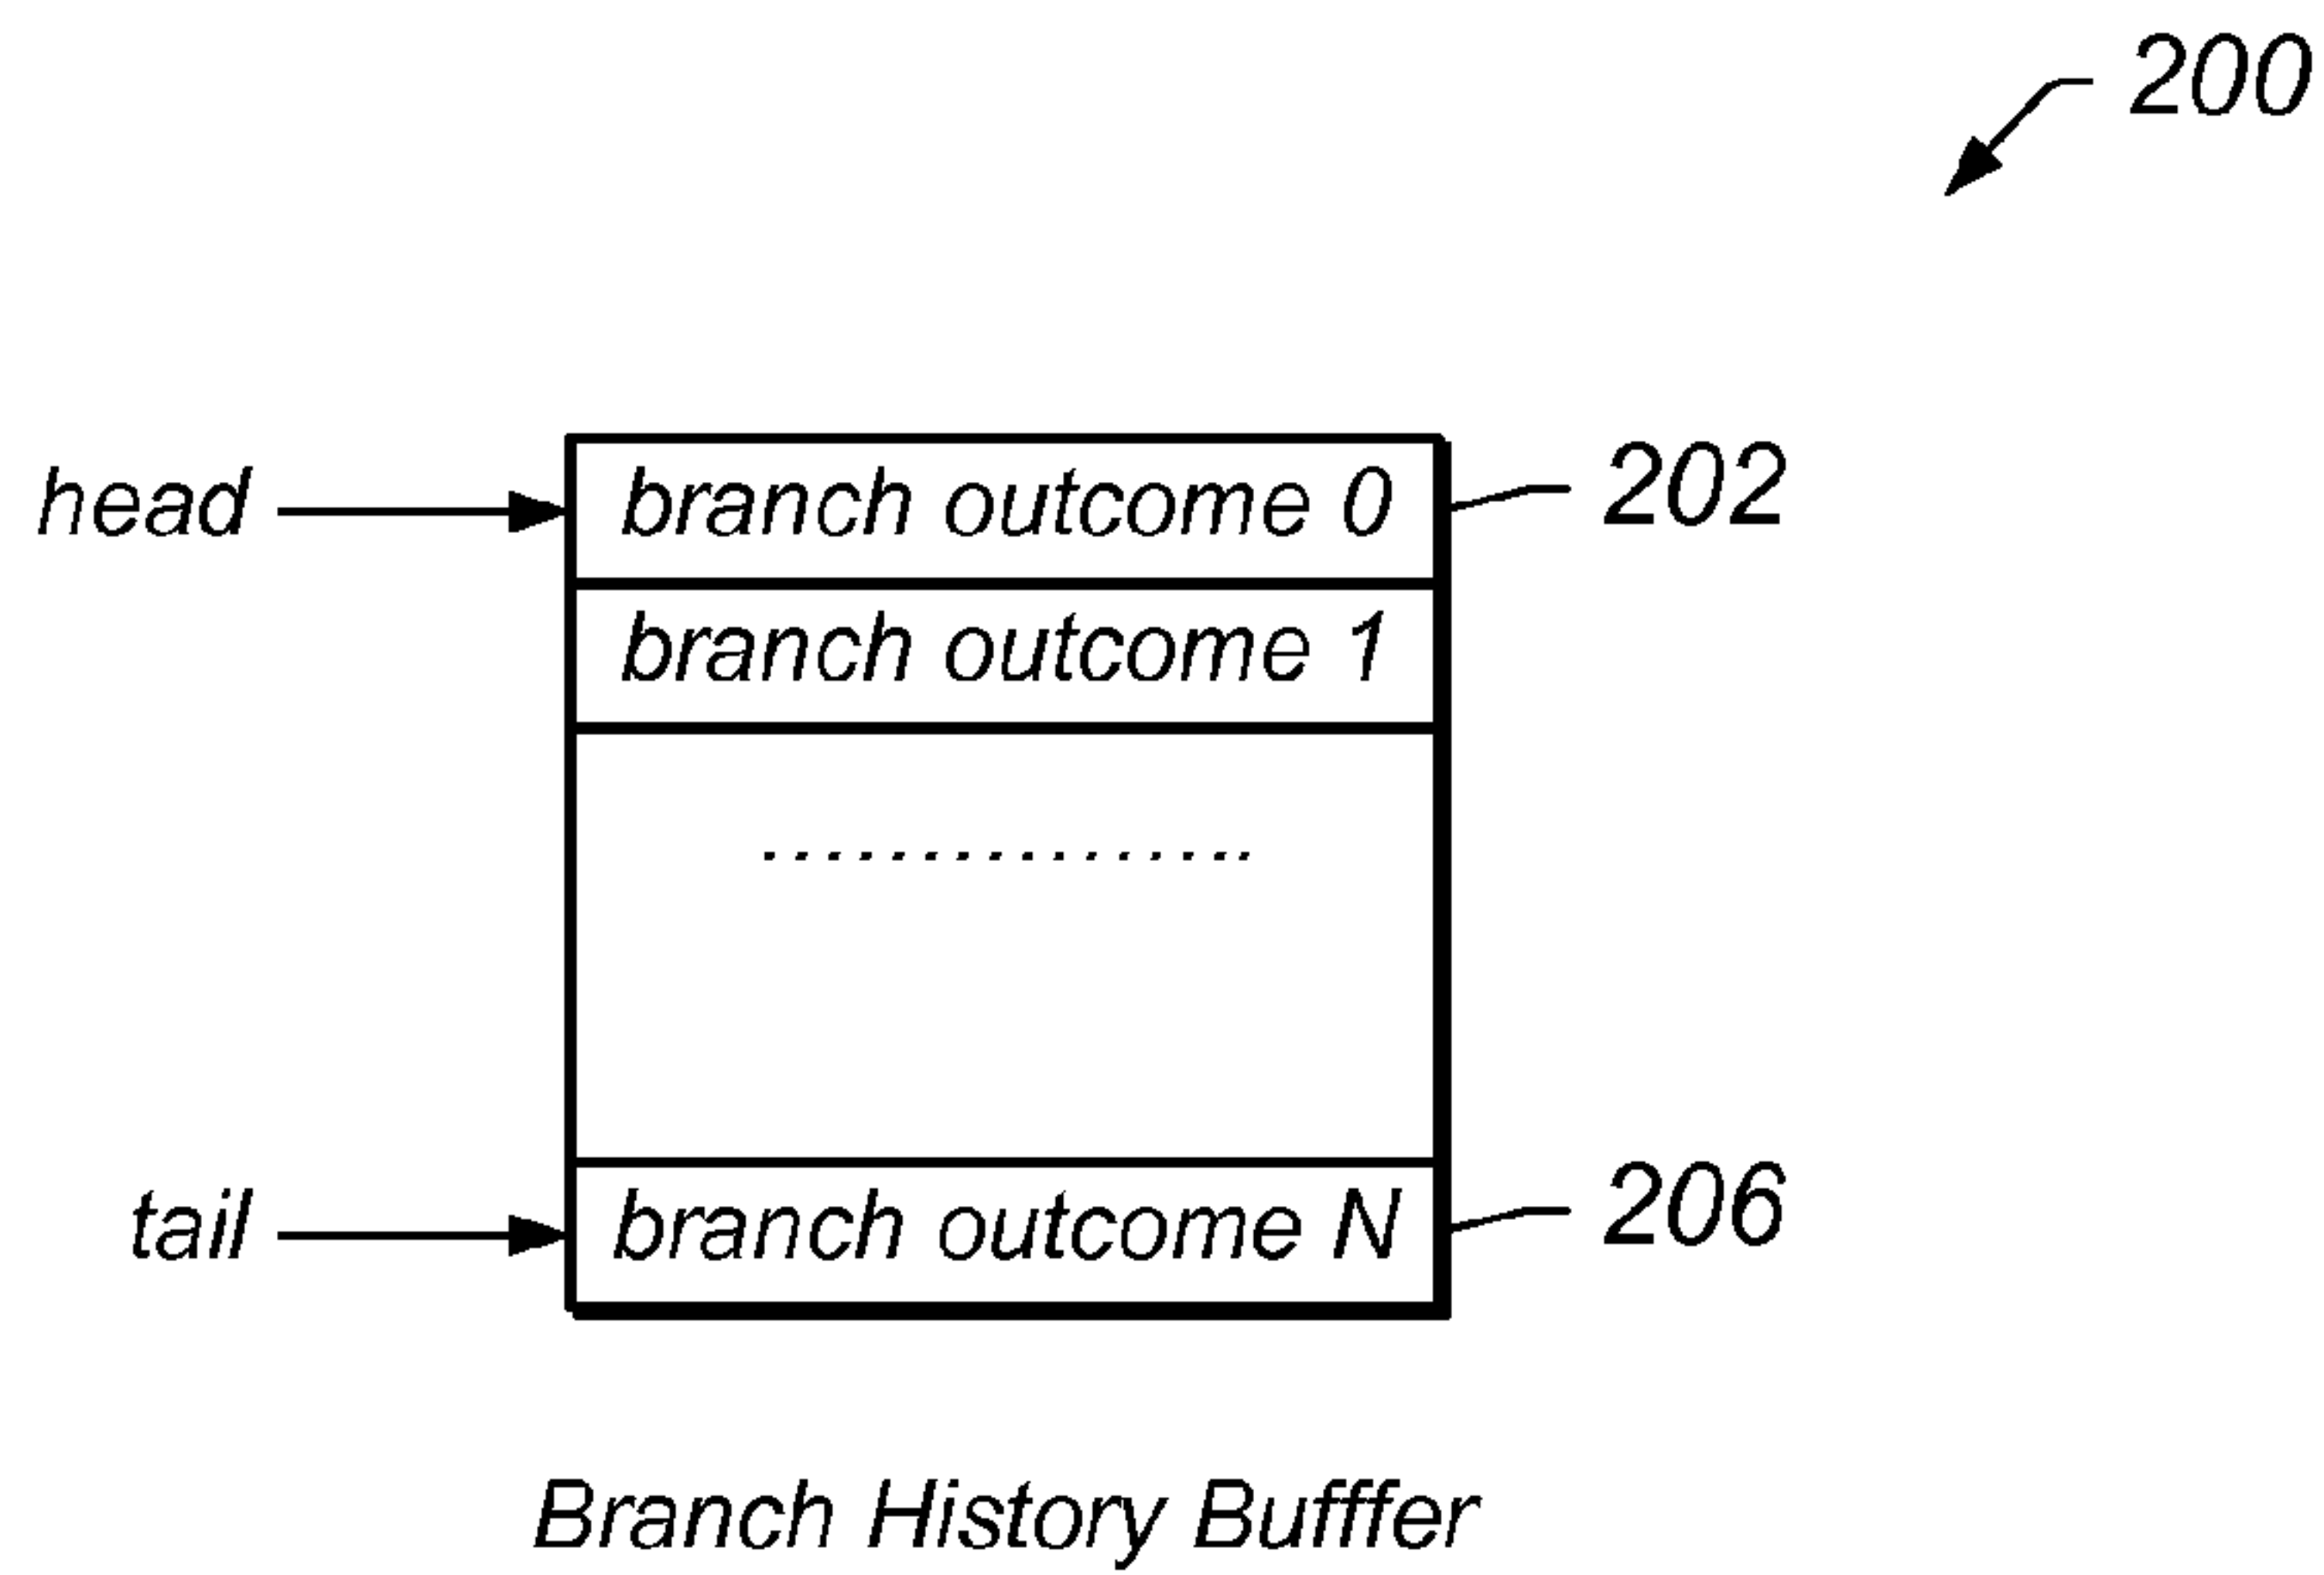 200
head branch outcome 0 202
branch outcome 1
................
tail branch outcome N 206
Branch History Bufffer